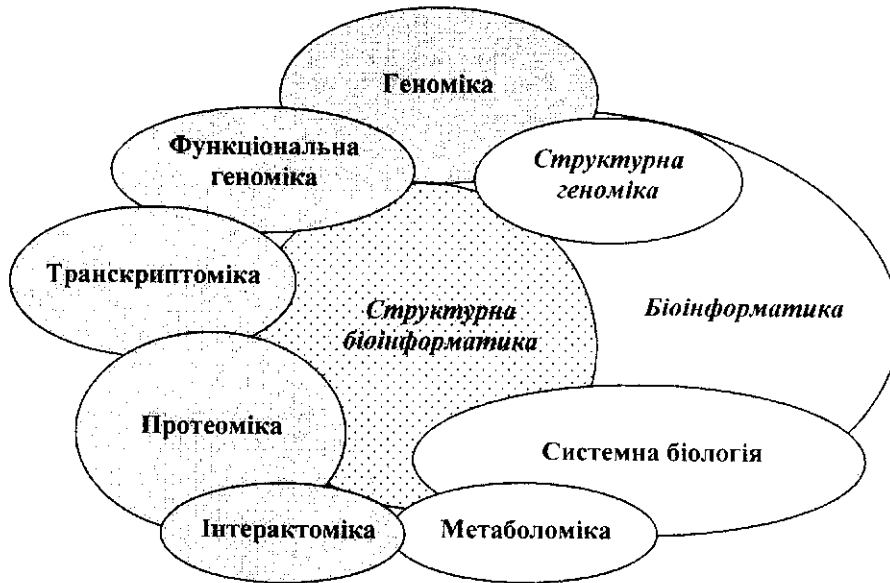 Геноміка
Функціональна
геноміка
Структурна
геноміка
Транскриптоміка
Структурна
біоінформатика
Біоінформатика
Протеоміка
Системна біологія
Інтерактоміка
Метаболоміка